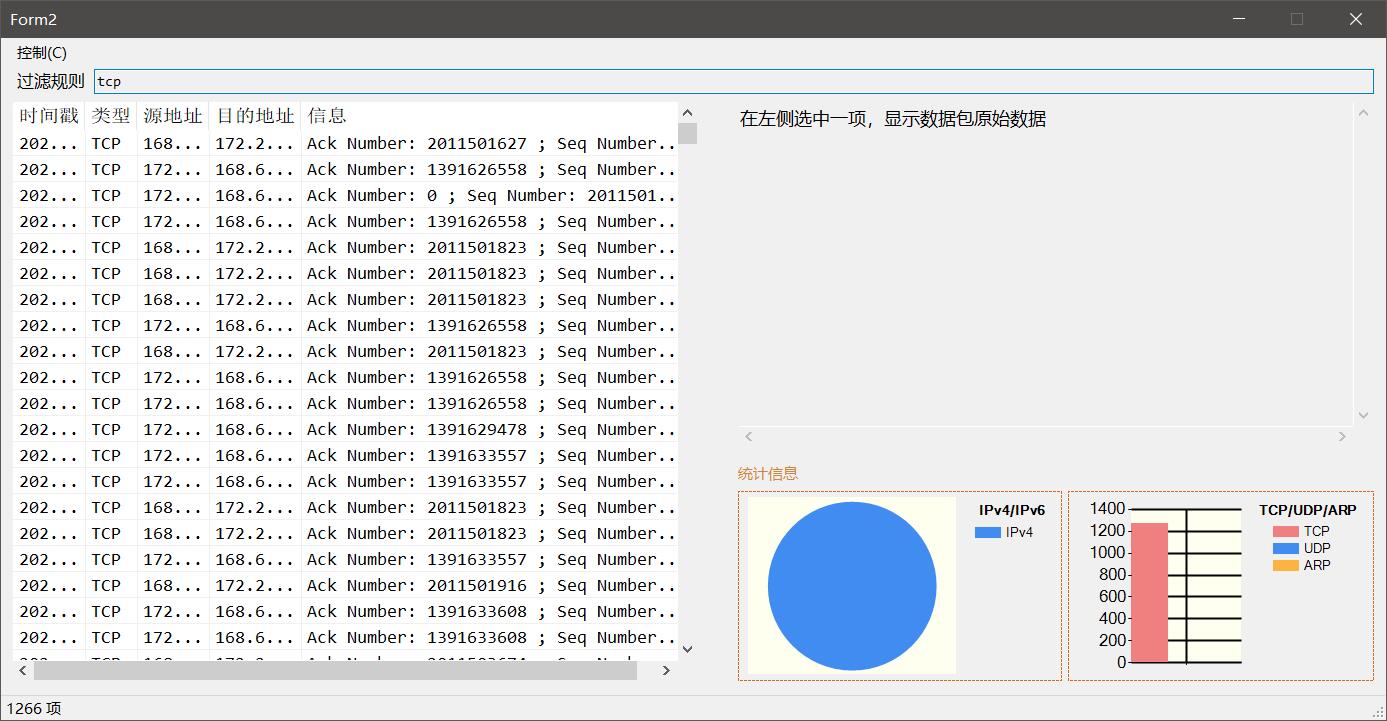 Form2
控制(C)
过滤规则 tcp
时间戳 类型 源地址 目的地址 信息
202... TCP 168... 172.2... Ack Number: 2011501627 ; Seq Number..
202... TCP 172... 168.6... Ack Number: 1391626558 ; Seq Number..
202... TCP 172... 168.6... Ack Number: 0 ; Seq Number: 2011501..
202... TCP 172... 168.6... Ack Number: 1391626558 ; Seq Number..
202... TCP 168... 172.2... Ack Number: 2011501823 ; Seq Number..
202... TCP 168... 172.2... Ack Number: 2011501823 ; Seq Number..
202... TCP 168... 172.2... Ack Number: 2011501823 ; Seq Number..
202... TCP 172... 168.6... Ack Number: 1391626558 ; Seq Number..
202... TCP 168... 172.2... Ack Number: 2011501823 ; Seq Number..
202... TCP 172... 168.6... Ack Number: 1391626558 ; Seq Number..
202... TCP 172... 168.6... Ack Number: 1391626558 ; Seq Number..
202... TCP 172... 168.6... Ack Number: 1391629478 ; Seq Number..
202... TCP 172... 168.6... Ack Number: 1391633557 ; Seq Number..
202... TCP 172... 168.6... Ack Number: 1391633557 ; Seq Number..
202... TCP 168... 172.2... Ack Number: 2011501823 ; Seq Number..
202... TCP 168... 172.2... Ack Number: 2011501823 ; Seq Number..
202... TCP 172... 168.6... Ack Number: 1391633557 ; Seq Number..
202... TCP 168... 172.2... Ack Number: 2011501916 ; Seq Number..
202... TCP 172... 168.6... Ack Number: 1391633608 ; Seq Number..
202... TCP 172... 168.6... Ack Number: 1391633608 ; Seq Number..
在左侧选中一项，显示数据包原始数据
统计信息
IPv4/IPv6
IPv4
1400
1200
1000
800
600
400
200
0
TCP/UDP/ARP
TCP
UDP
ARP
1266 项